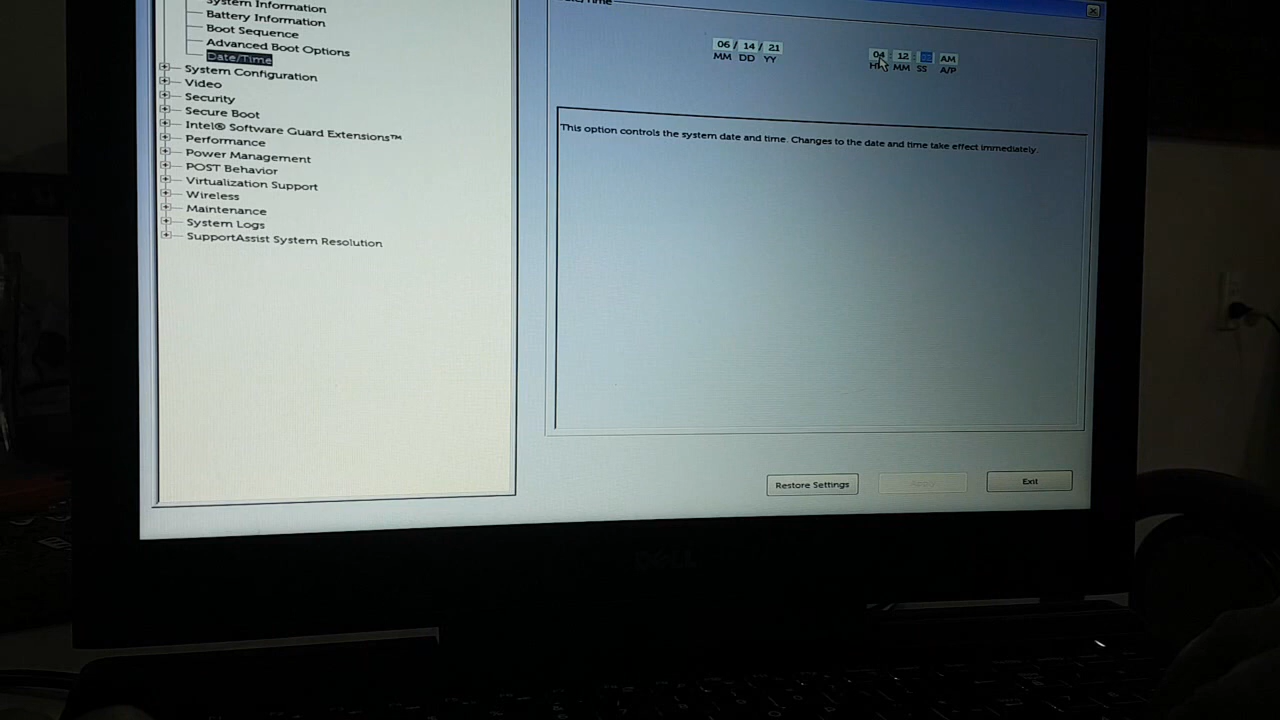 System Information
Battery Information
Boot Sequence
Advanced Boot Options
Date/Time
System Configuration
Video
Security
Secure Boot
Intel® Software Guard Extensions™
Performance
Power Management
POST Behavior
Virtualization Support
Wireless
Maintenance
System Logs
SupportAssist System Resolution
06 / 14 / 21
MM DD YY
04 : 12 : AM
MM SS A/P
This option controls the system date and time. Changes to the date and time take effect immediately.
Restore Settings
Apply
Exit
DELL